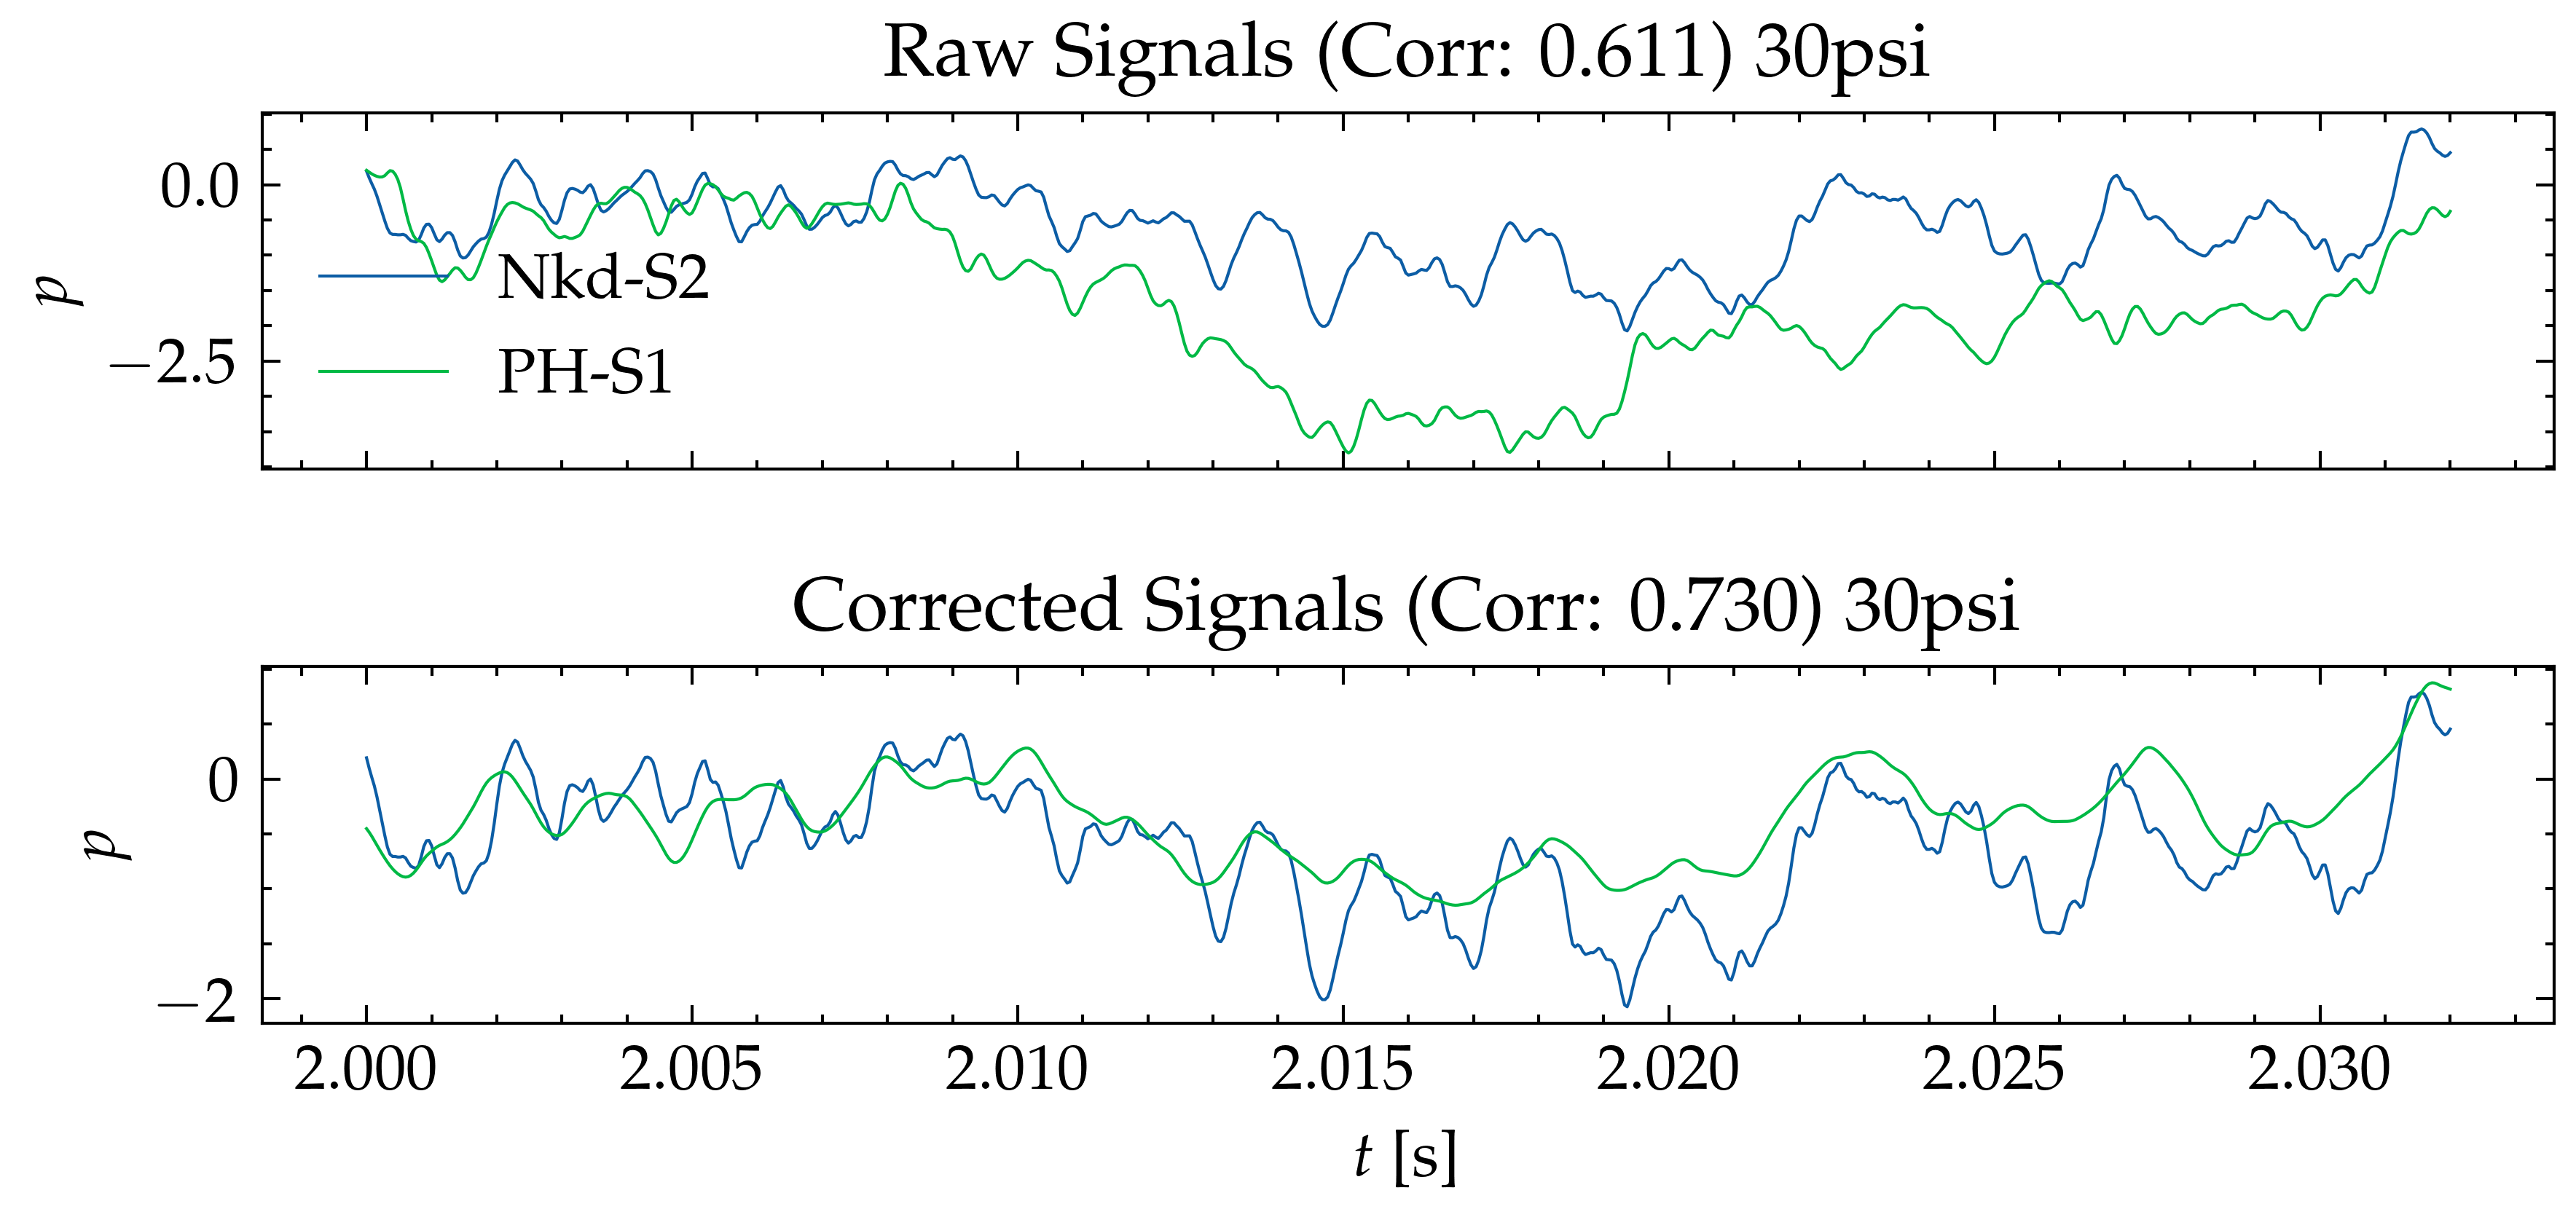 Raw Signals (Corr: 0.611) 30psi
0.0
−2.5
p
Nkd-S2
PH-S1
Corrected Signals (Corr: 0.730) 30psi
0
−2
p
2.000 2.005 2.010 2.015 2.020 2.025 2.030
t [s]